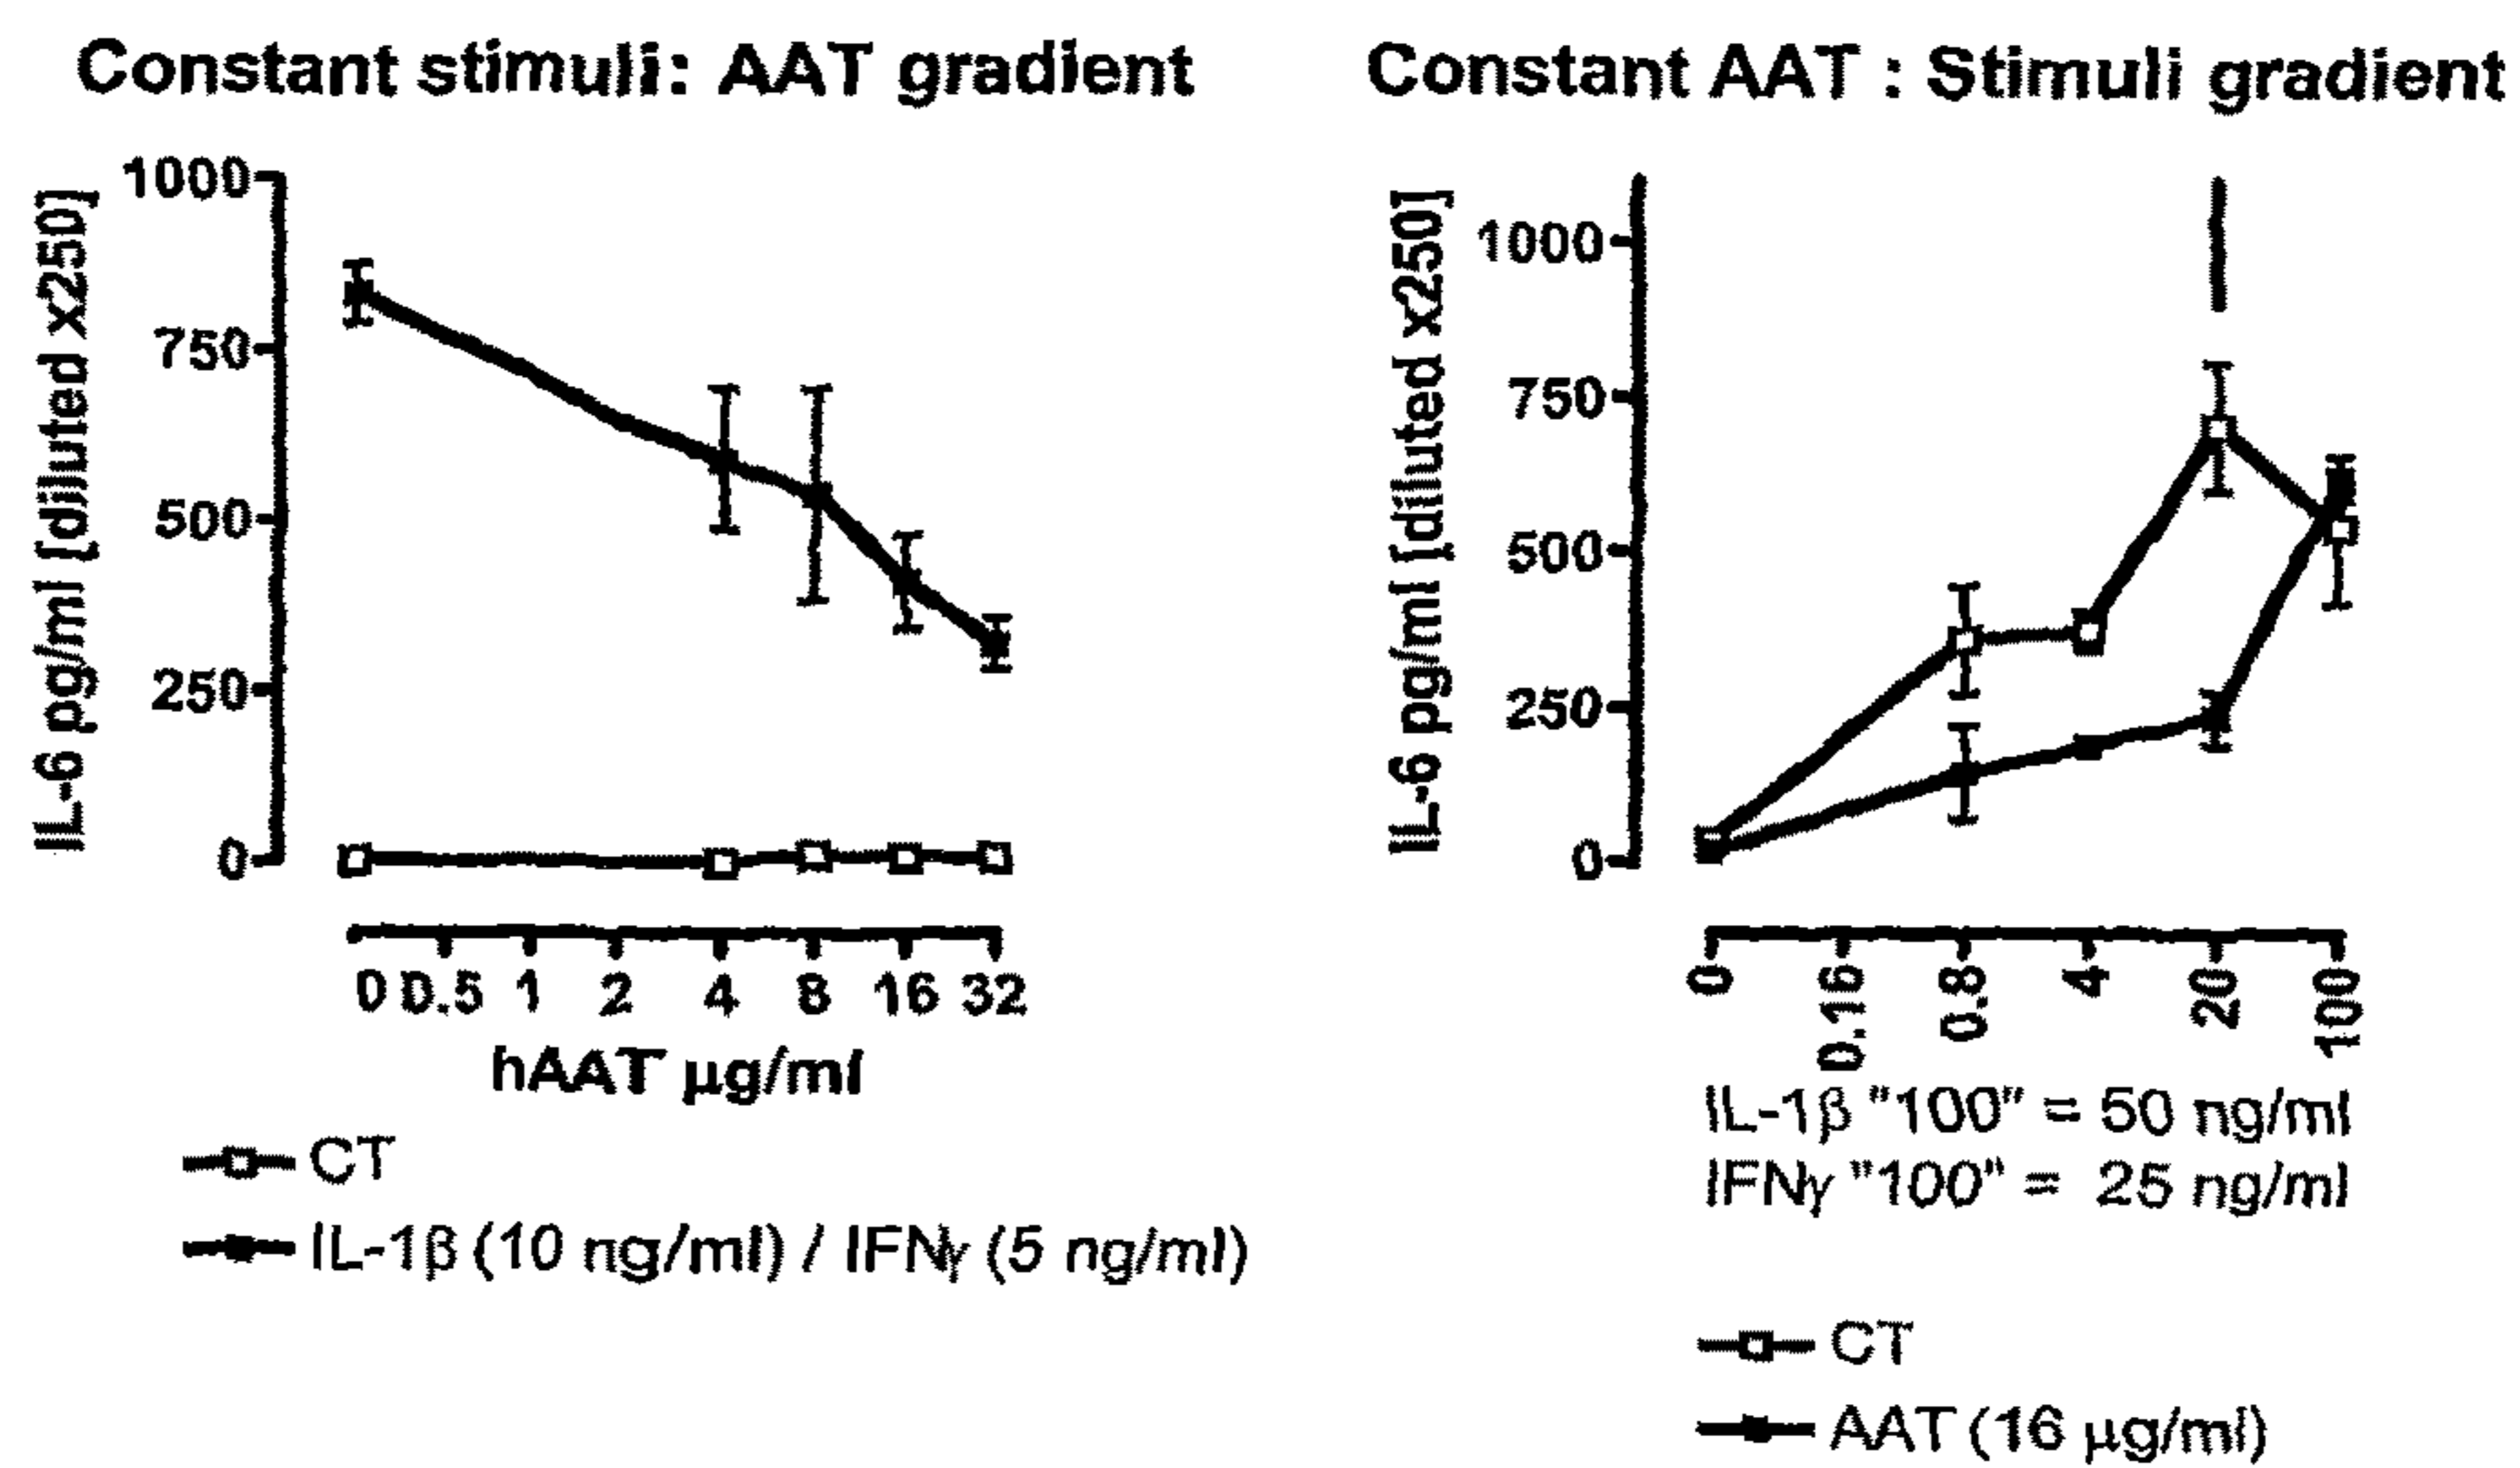 Constant stimuli: AAT gradient
IL-6 pg/ml [diluted x250]
1000
750
500
250
0
0 0.5 1 2 4 8 16 32
hAAT µg/ml
CT
IL-1β (10 ng/ml) / IFNγ (5 ng/ml)
Constant AAT : Stimuli gradient
IL-6 pg/ml [diluted x250]
1000
750
500
250
0
0 0.16 0.8 4 20 100
IL-1β "100" = 50 ng/ml
IFNγ "100" = 25 ng/ml
CT
AAT (16 µg/ml)